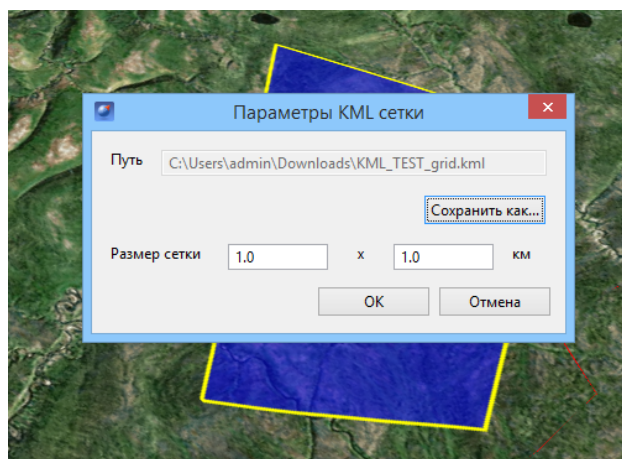 Параметры KML сетки
Путь C:\Users\admin\Downloads\KML_TEST_grid.kml
Сохранить как...
Размер сетки 1.0 x 1.0 км
ОК Отмена